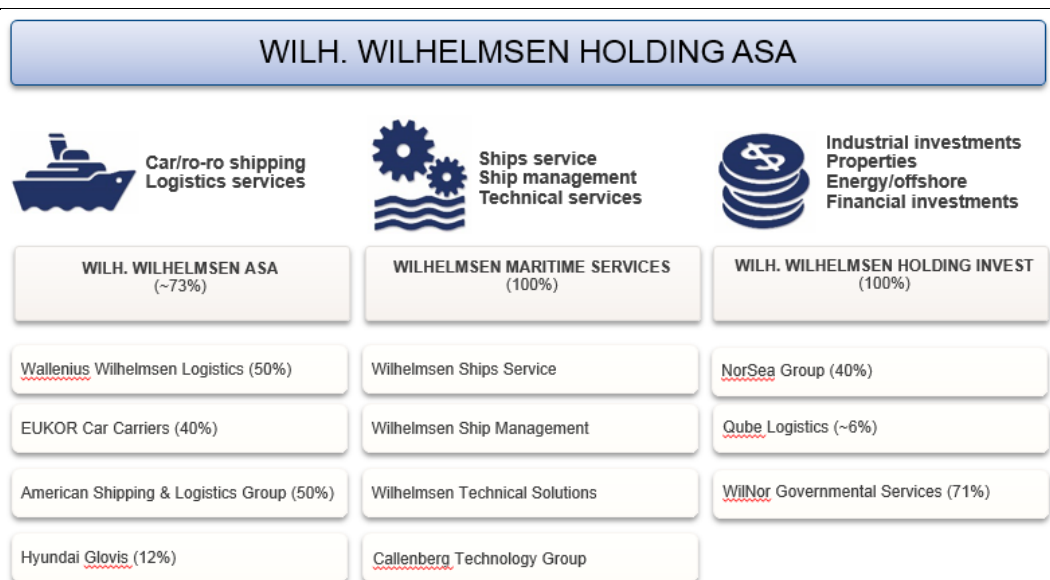 WILH. WILHELMSEN HOLDING ASA
Car/ro-ro shipping
Logistics services
Ships service
Ship management
Technical services
$
Industrial investments
Properties
Energy/offshore
Financial investments
WILH. WILHELMSEN ASA
(~73%)
WILHELMSEN MARITIME SERVICES
(100%)
WILH. WILHELMSEN HOLDING INVEST
(100%)
Wallenius Wilhelmsen Logistics (50%)
EUKOR Car Carriers (40%)
American Shipping & Logistics Group (50%)
Hyundai Glovis (12%)
Wilhelmsen Ships Service
Wilhelmsen Ship Management
Wilhelmsen Technical Solutions
Callenberg Technology Group
NorSea Group (40%)
Qube Logistics (~6%)
WilNor Governmental Services (71%)